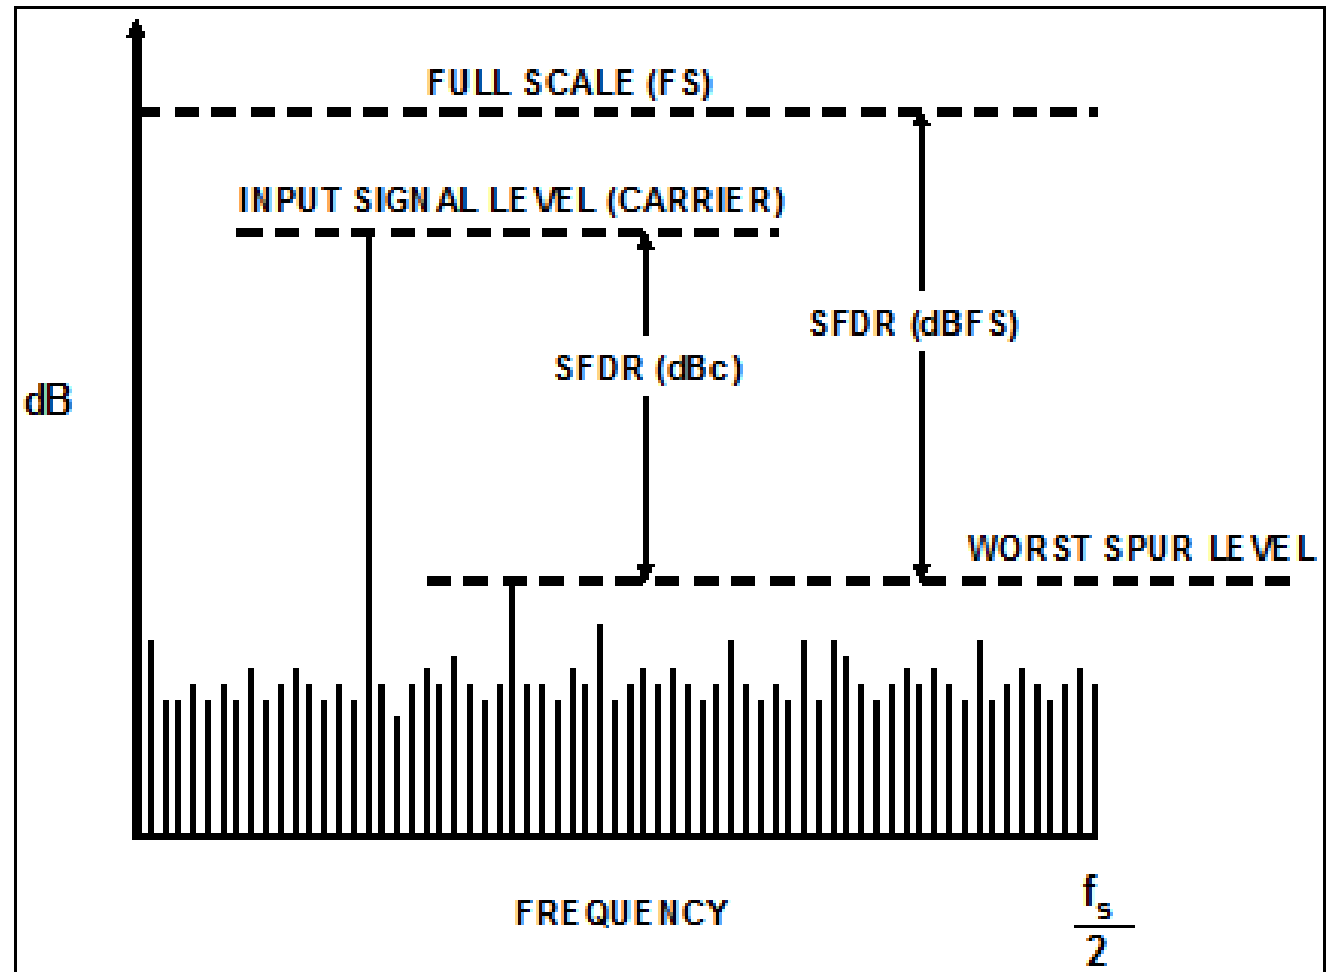 FULL SCALE (FS)
INPUT SIGNAL LEVEL (CARRIER)
SFDR (dBFS)
SFDR (dBc)
dB
WORST SPUR LEVEL
FREQUENCY
fs
2